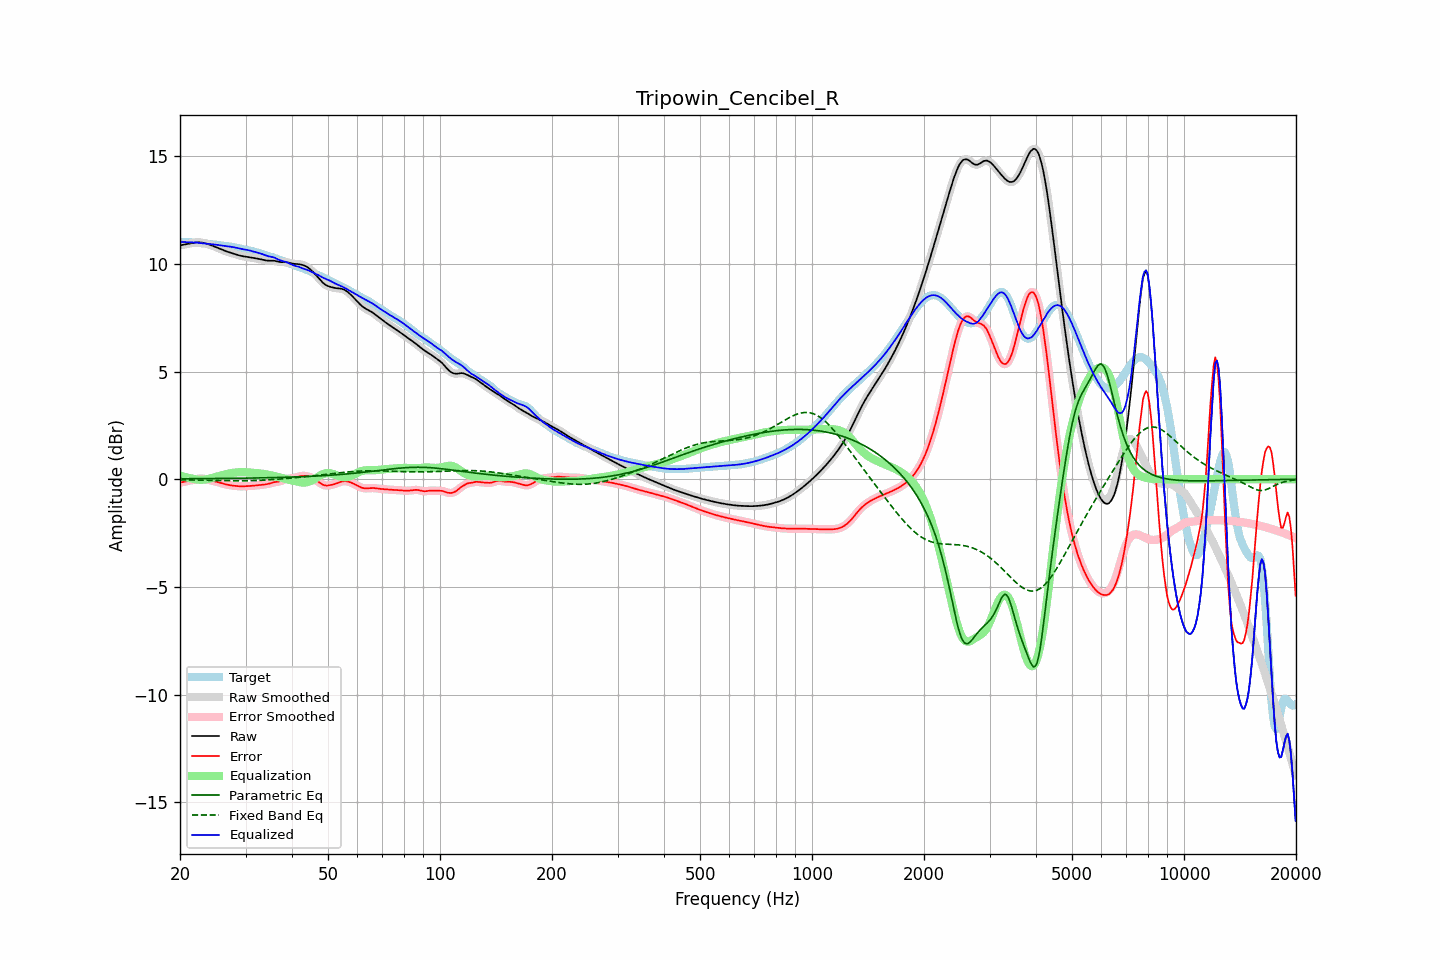 Tripowin_Cencibel_R
Amplitude (dBr)
15
10
5
0
−5
−10
−15
Target
Raw Smoothed
Error Smoothed
Raw
Error
Equalization
Parametric Eq
Fixed Band Eq
Equalized
20 50 100 200 500 1000 2000 5000 10000 20000
Frequency (Hz)